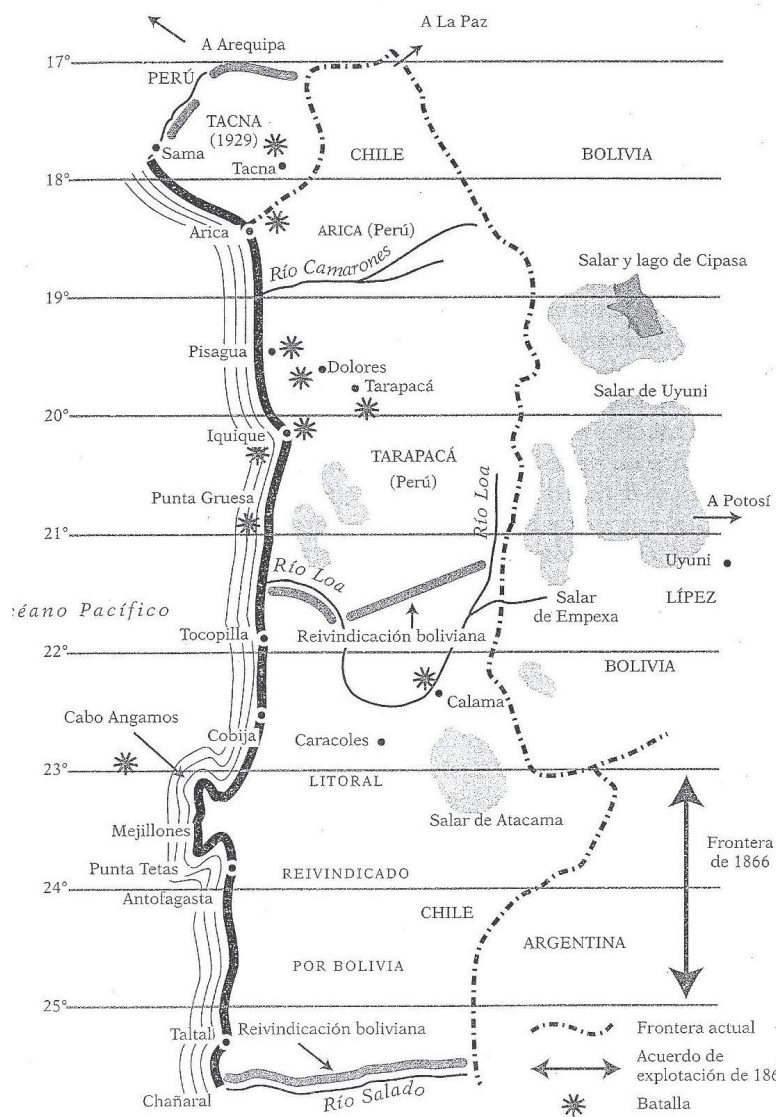 A Arequipa
A La Paz
17°
PERÚ
TACNA
(1929)
Sama
Tacna
CHILE
BOLIVIA
18°
Arica
ARICA (Perú)
Río Camarones
Salar y lago de Cipasa
19°
Pisagua
Dolores
Tarapacá
Salar de Uyuni
20°
Iquique
TARAPACÁ
(Perú)
Punta Gruesa
Río Loa
A Potosí
21°
Uyuni
Río Loa
Salar
de Empexa
LÍPEZ
éano Pacífico
Tocopilla
Reivindicación boliviana
22°
BOLIVIA
Calama
Cabo Angamos
Cobija
Caracoles
23°
LITORAL
Salar de Atacama
Mejillones
Frontera
de 1866
Punta Tetas
REIVINDICADO
24°
Antofagasta
CHILE
ARGENTINA
POR BOLIVIA
25°
Taltal
Reivindicación boliviana
Frontera actual
Acuerdo de
explotación de 186
Río Salado
Chañaral
Batalla